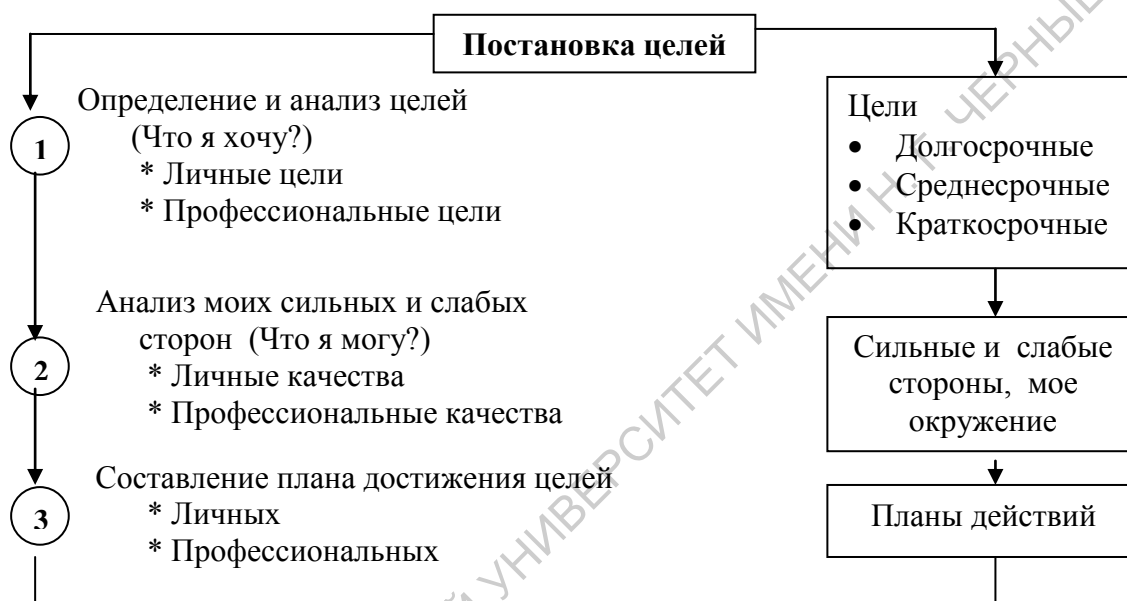 Постановка целей
Определение и анализ целей
(Что я хочу?)
* Личные цели
* Профессиональные цели
1
Анализ моих сильных и слабых
сторон (Что я могу?)
* Личные качества
* Профессиональные качества
2
Составление плана достижения целей
* Личных
* Профессиональных
3
Цели
• Долгосрочные
• Среднесрочные
• Краткосрочные
Сильные и слабые
стороны, мое
окружение
Планы действий
УНИВЕРСИТЕТ ИМЕНИ Н. Г.